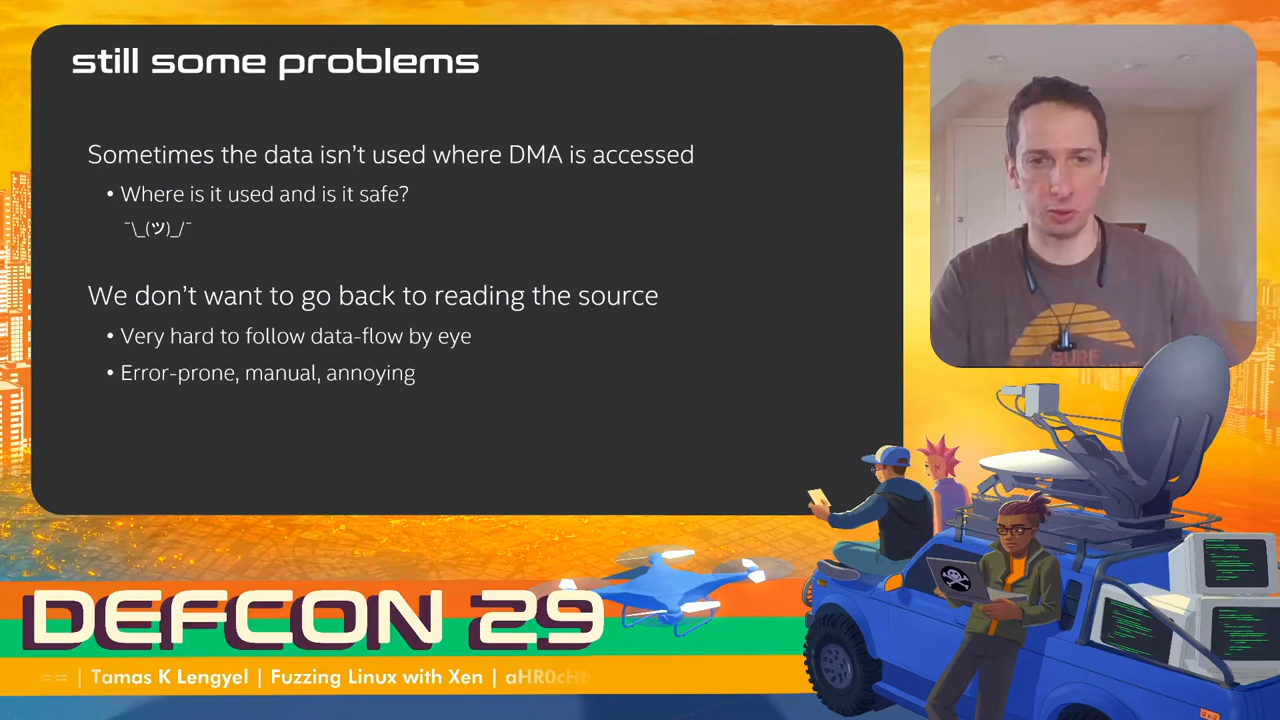 still some problems
Sometimes the data isn't used where DMA is accessed
• Where is it used and is it safe?
¯\_(ツ)_/¯
We don't want to go back to reading the source
• Very hard to follow data-flow by eye
• Error-prone, manual, annoying
SURF
DEFCON 29
== | Tamas K Lengyel | Fuzzing Linux with Xen | aHR0cH